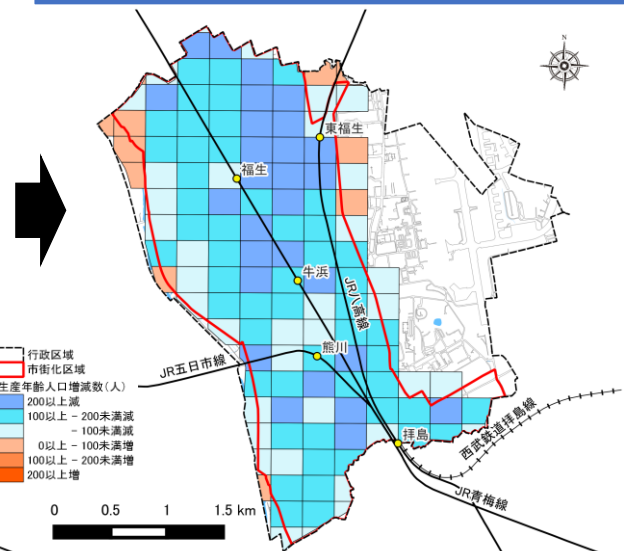 N
東福生
福生
牛浜
JR八高線
熊川
JR五日市線
拝島
西武鉄道拝島線
JR青梅線
行政区域
市街化区域
生産年齢人口増減数(人)
200以上減
100以上 - 200未満減
- 100未満減
0以上 - 100未満増
100以上 - 200未満増
200以上増
0 0.5 1 1.5 km